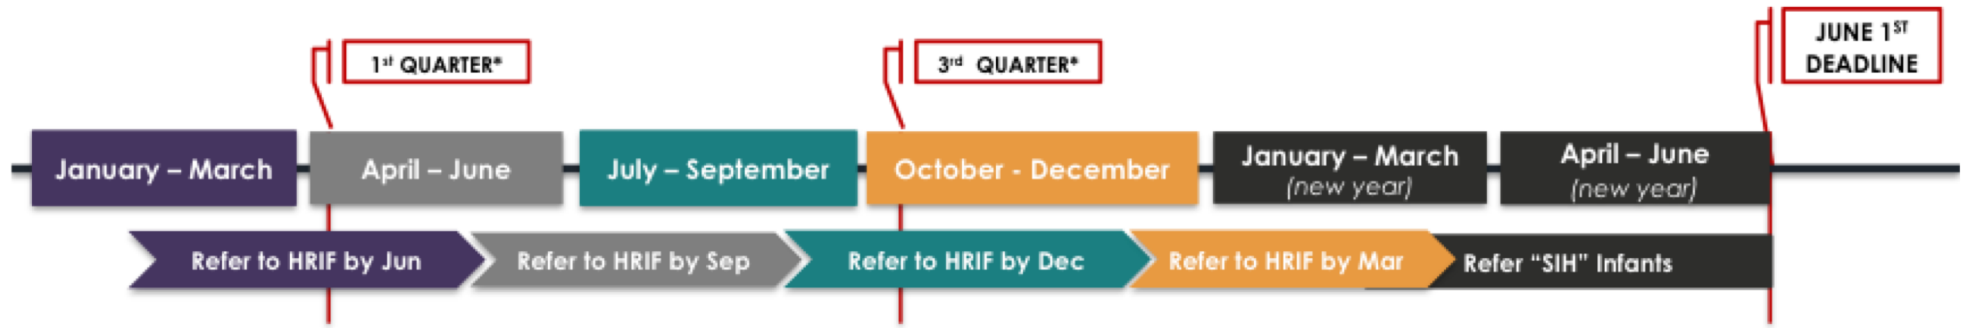 1st QUARTER*
3rd QUARTER*
JUNE 1ST
DEADLINE
January – March
April – June
July – September
October - December
January – March
(new year)
April – June
(new year)
Refer to HRIF by Jun
Refer to HRIF by Sep
Refer to HRIF by Dec
Refer to HRIF by Mar
Refer “SIH” Infants